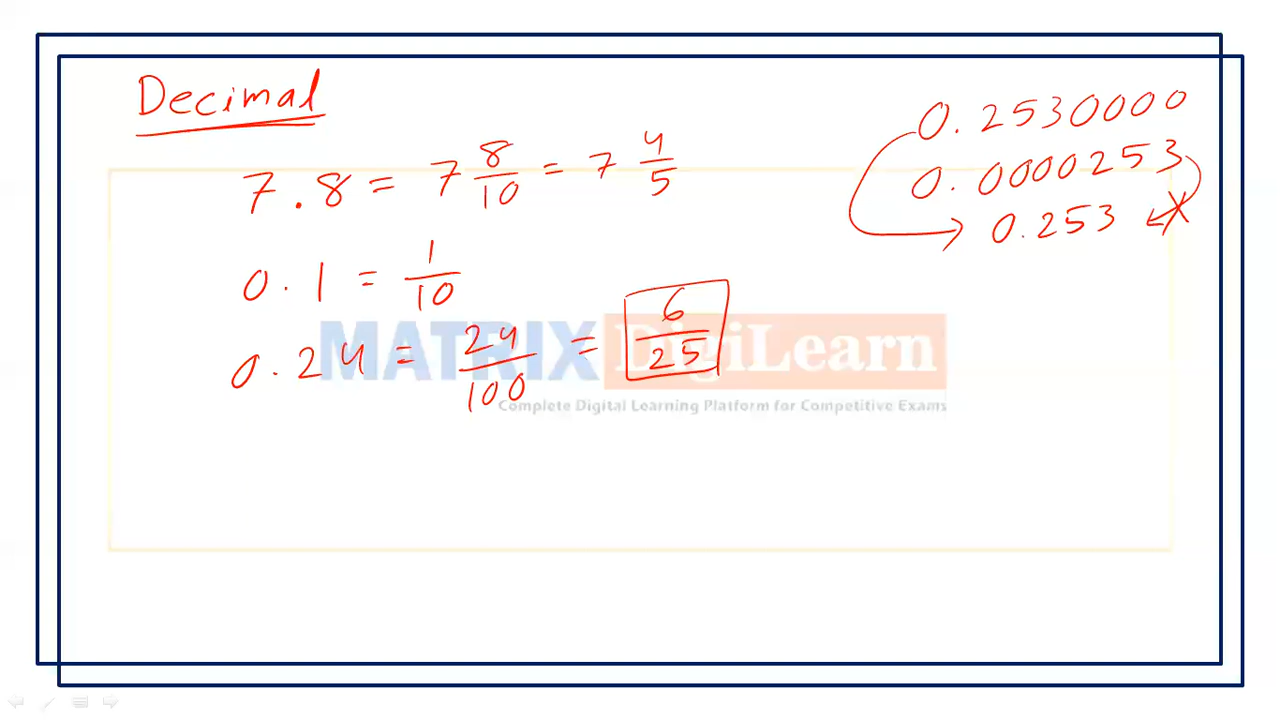 Decimal
7.8 = 7 8/10 = 7 4/5
0.1 = 1/10
0.24 = 24/100 = 6/25
0.2530000
0.0000253
0.253
MATRIX DigiLearn
Complete Digital Learning Platform for Competitive Exams